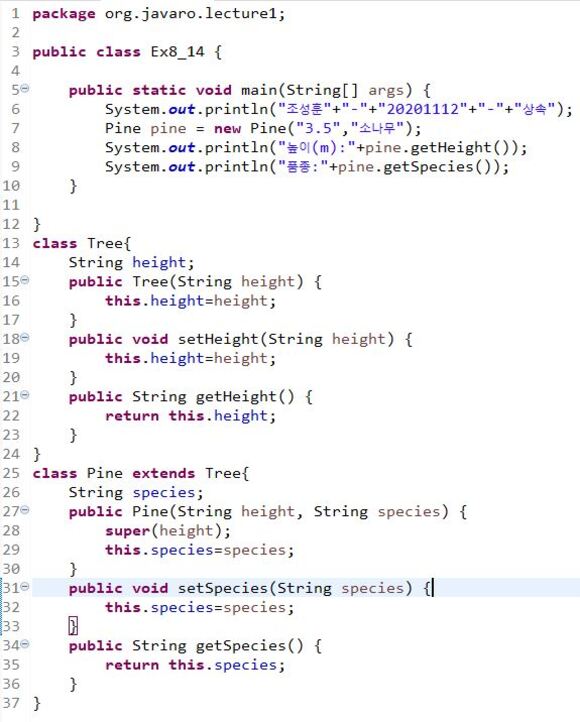 1 package org.javaro.lecture1;
2
3 public class Ex8_14 {
4
5 public static void main(String[] args) {
6 System.out.println("조성훈"+"-"+"20201112"+"-"+"상속");
7 Pine pine = new Pine("3.5","소나무");
8 System.out.println("높이(m):"+pine.getHeight());
9 System.out.println("품종:"+pine.getSpecies());
10 }
11
12 }
13 class Tree{
14 String height;
15 public Tree(String height) {
16 this.height=height;
17 }
18 public void setHeight(String height) {
19 this.height=height;
20 }
21 public String getHeight() {
22 return this.height;
23 }
24 }
25 class Pine extends Tree{
26 String species;
27 public Pine(String height, String species) {
28 super(height);
29 this.species=species;
30 }
31 public void setSpecies(String species) {
32 this.species=species;
33 }
34 public String getSpecies() {
35 return this.species;
36 }
37 }